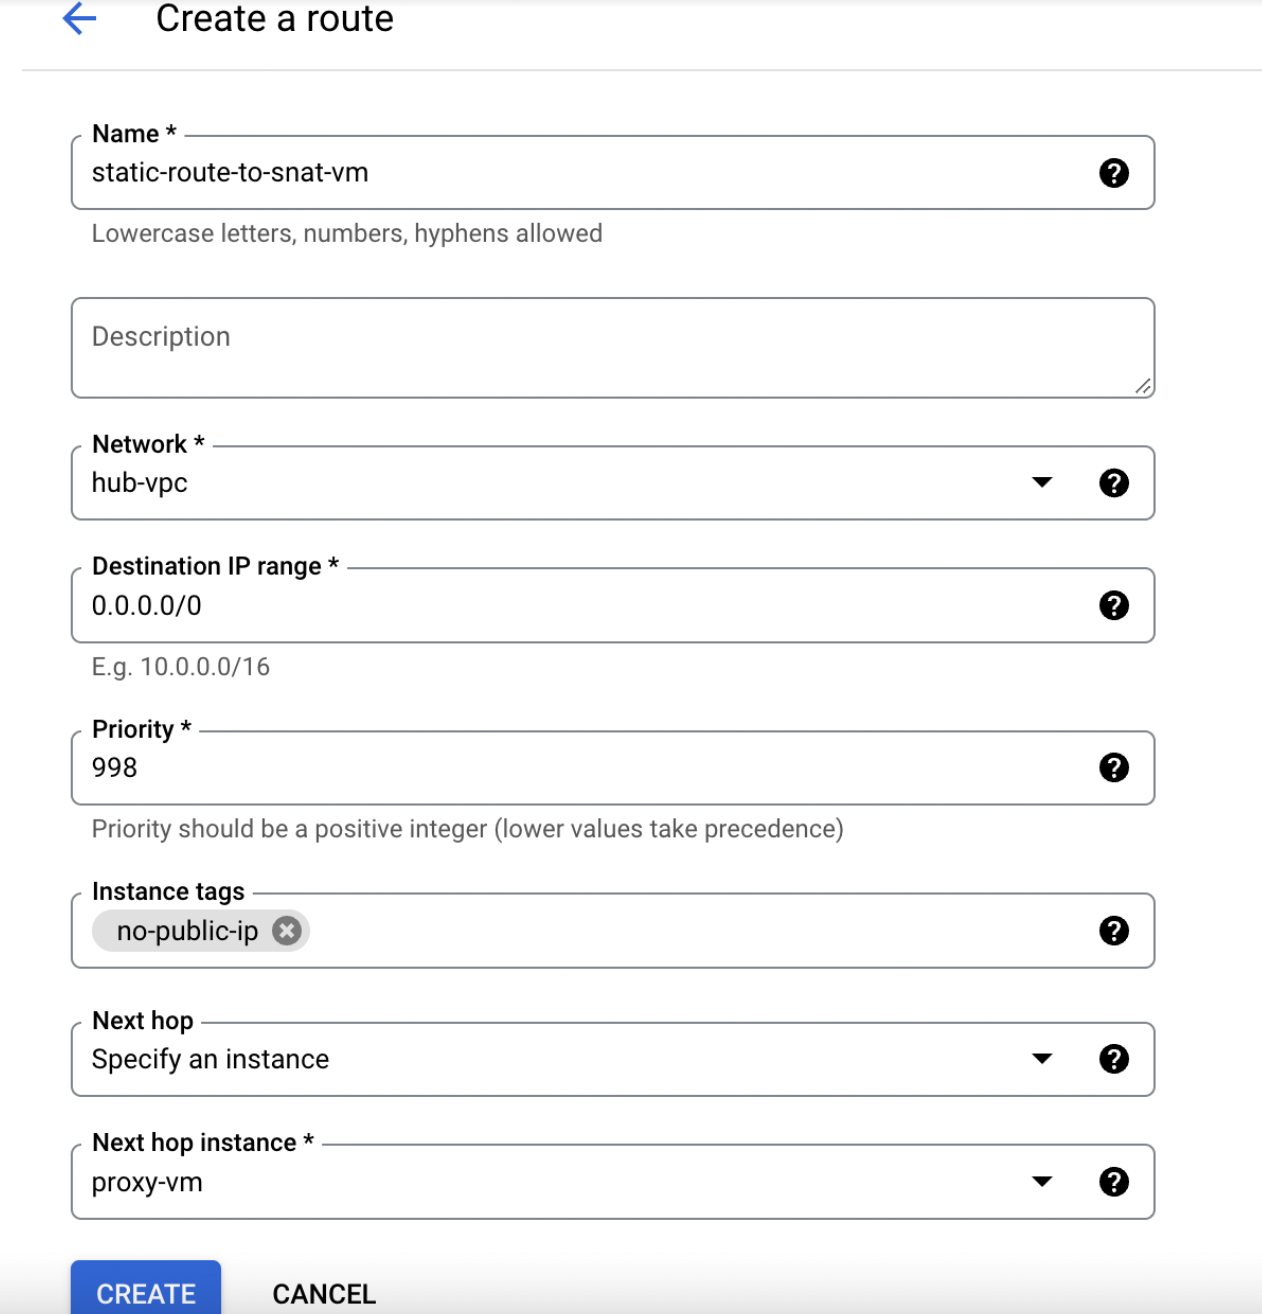 Create a route
Name *
static-route-to-snat-vm
Lowercase letters, numbers, hyphens allowed
Description
Network *
hub-vpc
Destination IP range *
0.0.0.0/0
E.g. 10.0.0.0/16
Priority *
998
Priority should be a positive integer (lower values take precedence)
Instance tags
no-public-ip
Next hop
Specify an instance
Next hop instance *
proxy-vm
CREATE CANCEL